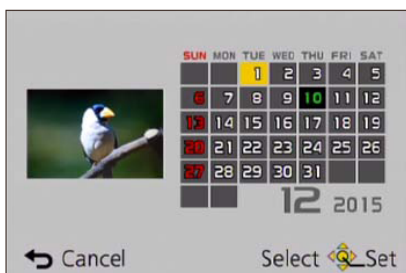 SUN MON TUE WED THU FRI SAT
1 2 3 4 5
6 7 8 9 10 11 12
13 14 15 16 17 18 19
20 21 22 23 24 25 26
27 28 29 30 31
12 2015
Cancel Select Set